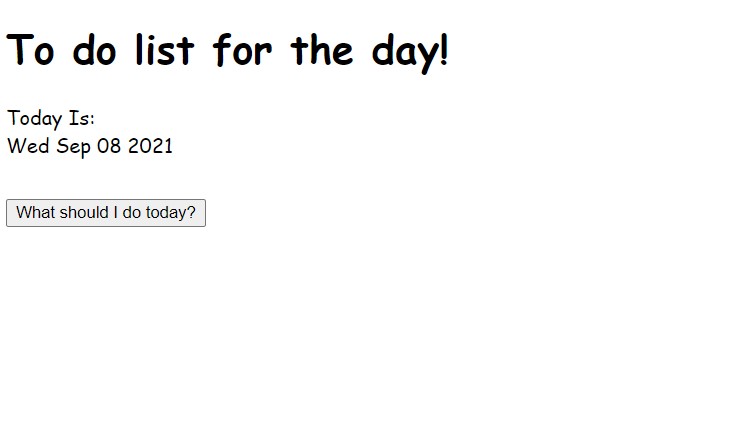 To do list for the day!
Today Is:
Wed Sep 08 2021
What should I do today?